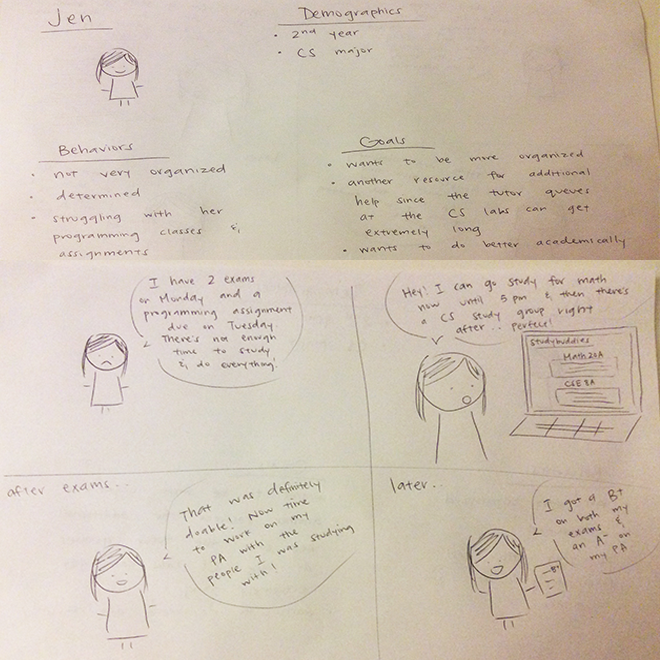 Jen
Demographics
• 2nd year
• CS major
Behaviors
• not very organized
• determined
• struggling with her
programming classes &
assignments
Goals
• wants to be more organized
• another resource for additional
help since the tutor queues
at the CS labs can get
extremely long
• wants to do better academically
I have 2 exams
on Monday and a
programming assignment
due on Tuesday.
There's not enough
time to study
& do everything!
Hey! I can go study for math
now until 5 pm & then there's
a CS study group right
after.. perfect!
Studybuddies
Math 20A
CSE 8A
after exams..
That was definitely
doable! Now time
to work on my
PA with the
people I was studying
with!
later..
I got a B+
on both my
exams &
an A- on
my PA
B+